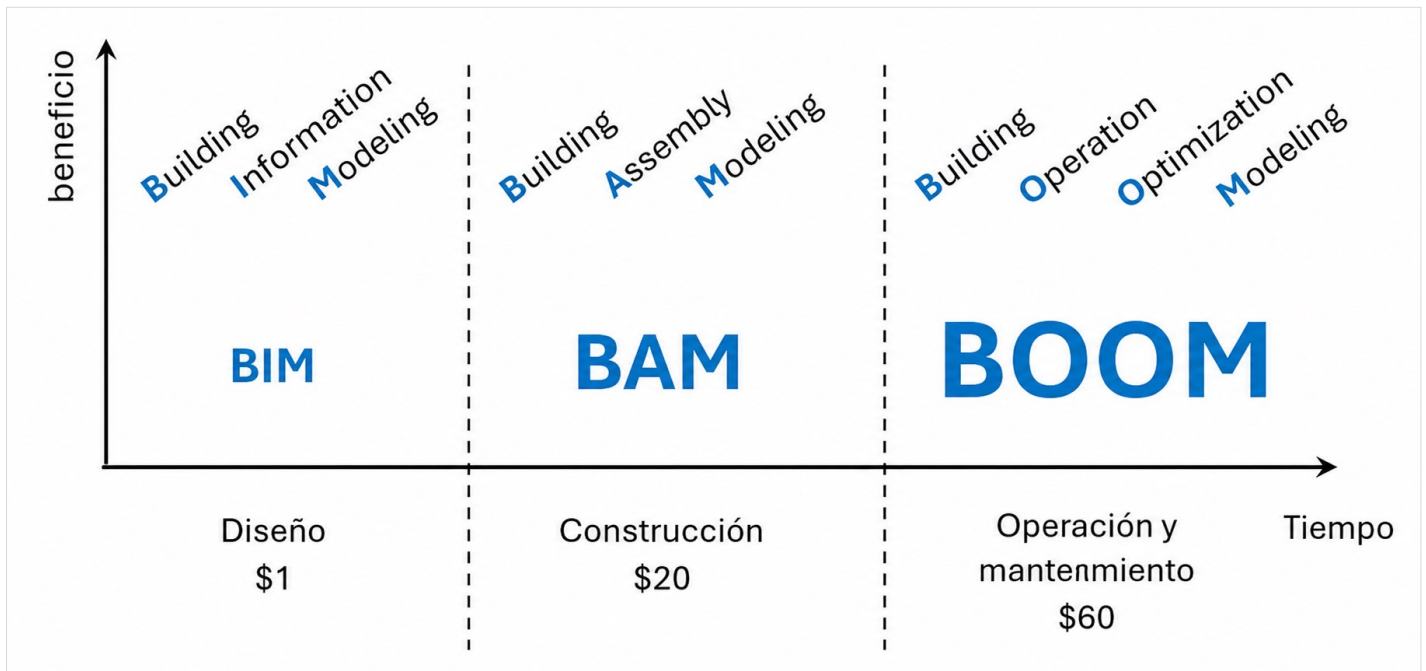 beneficio
Building
Information
Modeling
Building
Assembly
Modeling
Building
Operation
Optimization
Modeling
BIM
BAM
BOOM
Diseño
$1
Construcción
$20
Operación y
mantenmiento
$60
Tiempo